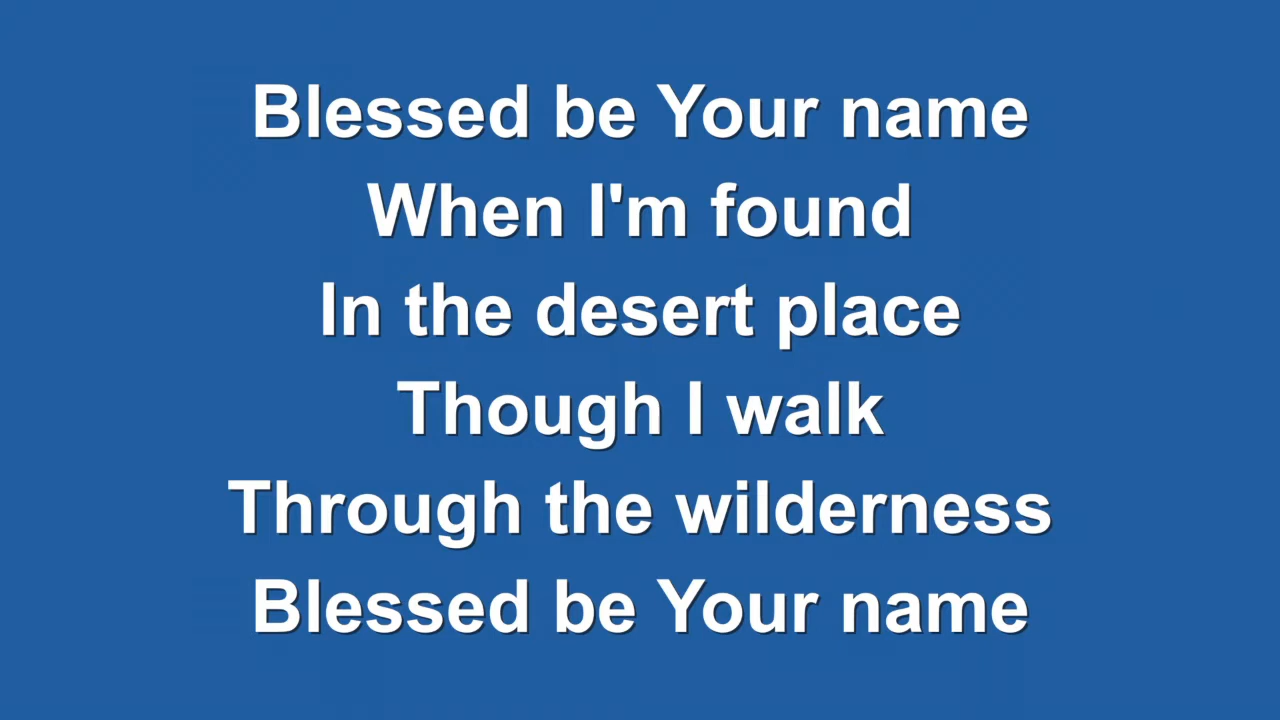 Blessed be Your name
When I'm found
In the desert place
Though I walk
Through the wilderness
Blessed be Your name